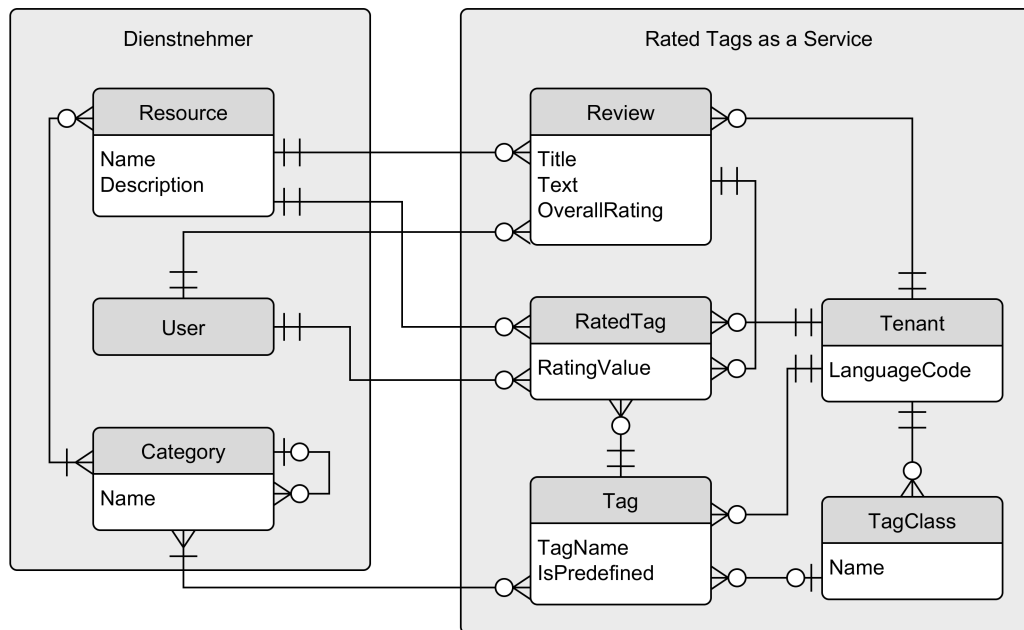 Dienstnehmer
Resource
Name
Description
User
Category
Name
Rated Tags as a Service
Review
Title
Text
OverallRating
RatedTag
RatingValue
Tenant
LanguageCode
Tag
TagName
IsPredefined
TagClass
Name